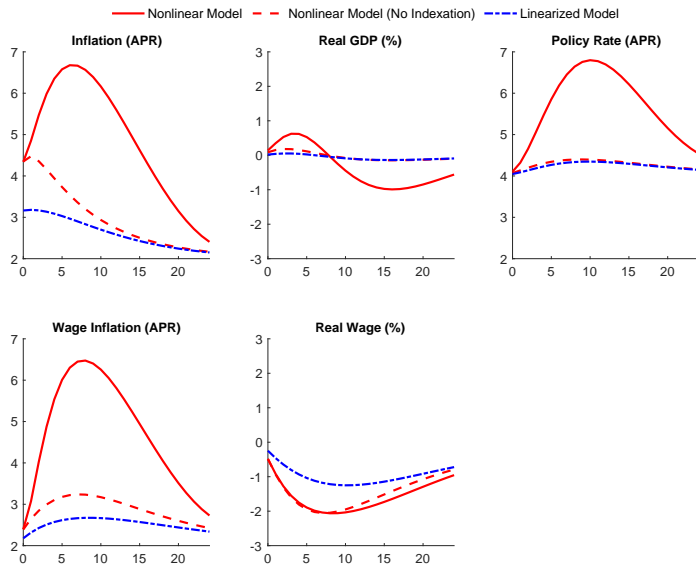 Nonlinear Model Nonlinear Model (No Indexation) Linearized Model
Inflation (APR) Real GDP (%) Policy Rate (APR)
7 3 7
2
6 6
1
5 5
0
4 4
-1
3 3
-2
2 -3 2
0 5 10 15 20 0 5 10 15 20 0 5 10 15 20
Wage Inflation (APR) Real Wage (%)
7 3
2
6
1
5
0
4
-1
3
-2
2 -3
0 5 10 15 20 0 5 10 15 20